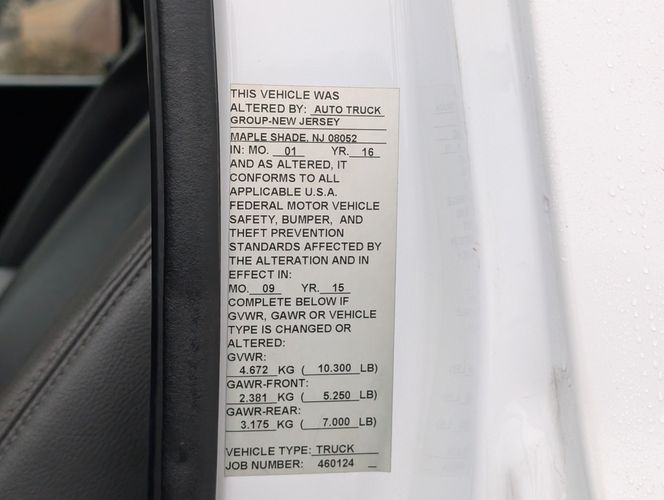 THIS VEHICLE WAS
ALTERED BY: AUTO TRUCK
GROUP-NEW JERSEY
MAPLE SHADE, NJ 08052
IN: MO. 01 YR. 16
AND AS ALTERED, IT
CONFORMS TO ALL
APPLICABLE U.S.A.
FEDERAL MOTOR VEHICLE
SAFETY, BUMPER, AND
THEFT PREVENTION
STANDARDS AFFECTED BY
THE ALTERATION AND IN
EFFECT IN:
MO. 09 YR. 15
COMPLETE BELOW IF
GVWR, GAWR OR VEHICLE
TYPE IS CHANGED OR
ALTERED:
GVWR:
4.672 KG ( 10.300 LB)
GAWR-FRONT:
2.381 KG ( 5.250 LB)
GAWR-REAR:
3.175 KG ( 7.000 LB)
VEHICLE TYPE: TRUCK
JOB NUMBER: 460124